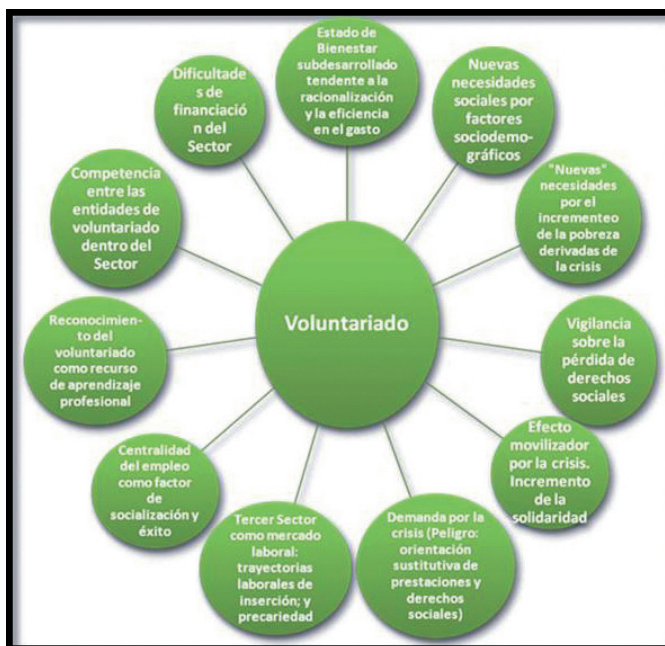 Estado de
Bienestar
subdesarrollado
tendente a la
racionalización
y la eficiencia
en el gasto
Nuevas
necesidades
sociales por
factores
sociodemo-
gráficos
"Nuevas"
necesidades
por el
incrementeo
de la pobreza
derivadas de
la crisis
Vigilancia
sobre la
pérdida de
derechos
sociales
Efecto
movilizador
por la crisis.
Incremento
de la
solidaridad
Demanda por la
crisis (Peligro:
orientación
sustitutiva de
prestaciones y
derechos
sociales)
Tercer Sector
como mercado
laboral:
trayectorias
laborales de
inserción; y
precariedad
Centralidad
del empleo
como factor
de
socialización y
éxito
Reconocimien-
to del
voluntariado
como recurso
de aprendizaje
profesional
Competencia
entre las
entidades de
voluntariado
dentro del
Sector
Dificultade
s de
financiació
n del
Sector
Voluntariado